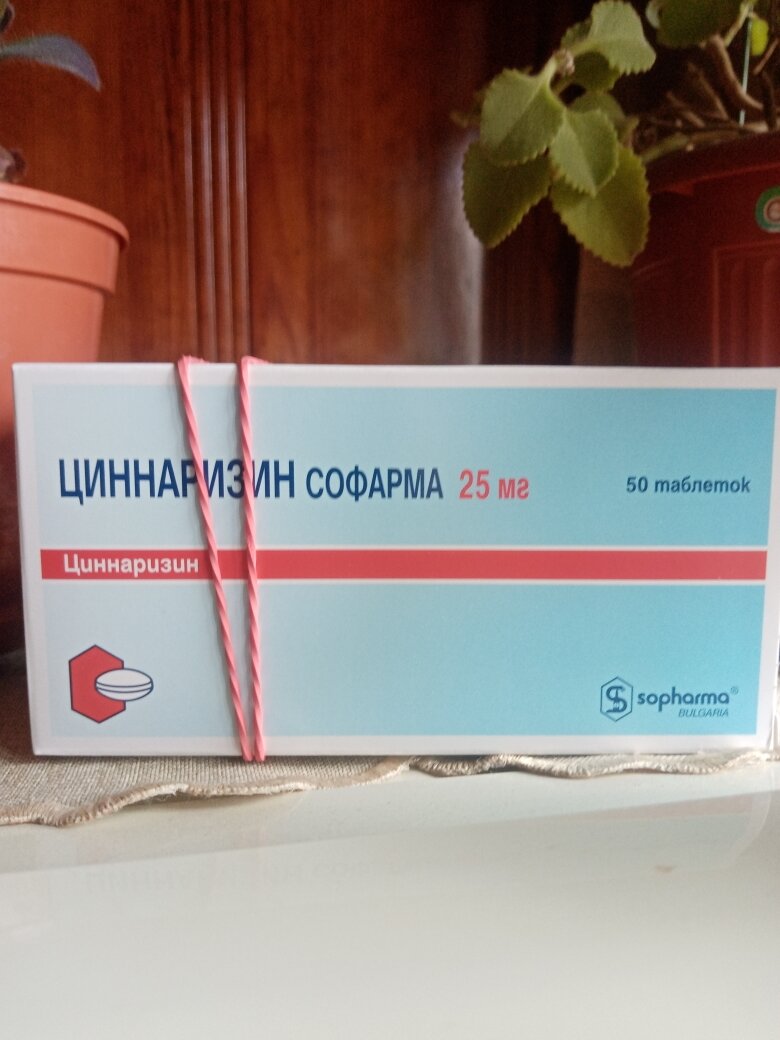 ЦИННАРИЗИН СОФАРМА 25 мг
50 таблеток
Циннаризин
sopharma®
BULGARIA